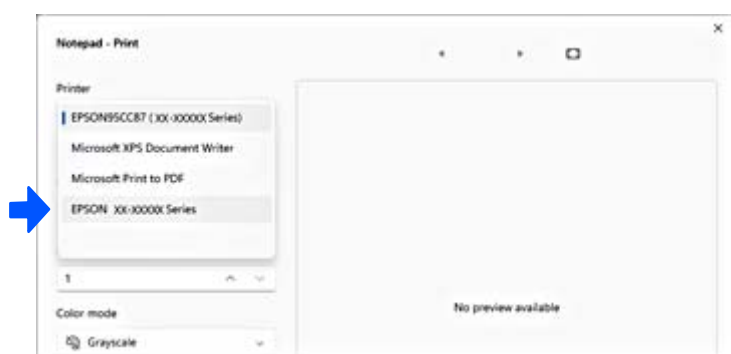 Notepad - Print
Printer
EPSON95CC87 ( XX-XXXXX Series)
Microsoft XPS Document Writer
Microsoft Print to PDF
EPSON XX-XXXXX Series
1
Color mode
Grayscale
No preview available